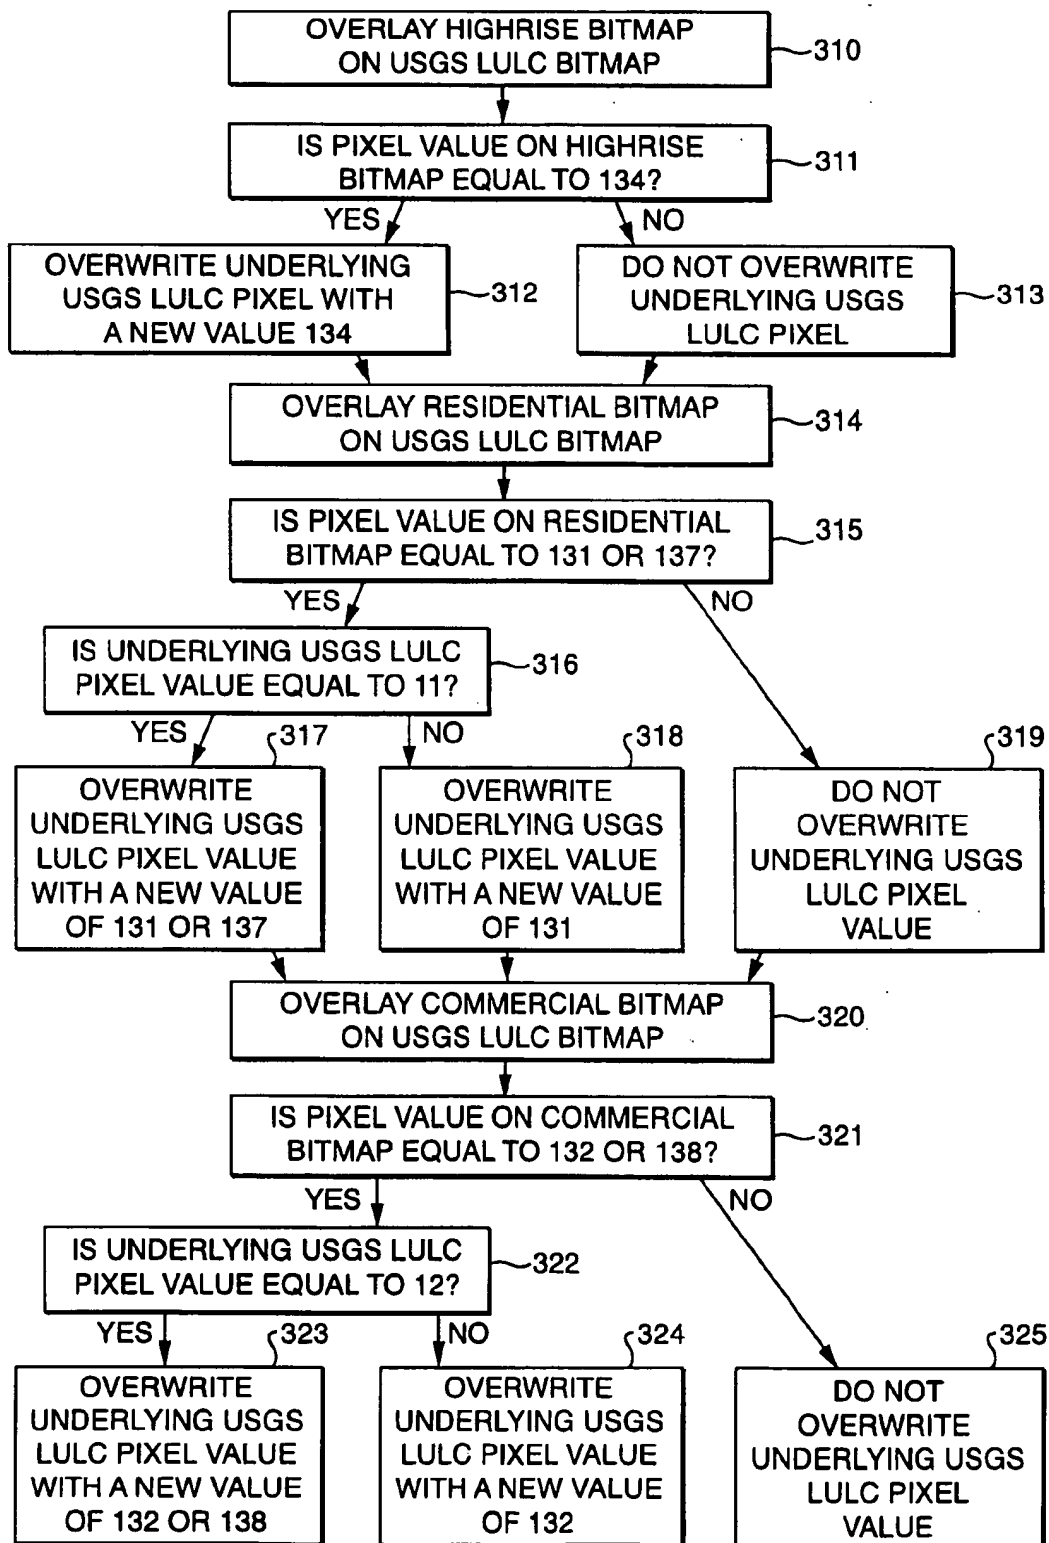 OVERLAY HIGHRISE BITMAP
ON USGS LULC BITMAP
310
IS PIXEL VALUE ON HIGHRISE
BITMAP EQUAL TO 134?
311
YES
NO
OVERWRITE UNDERLYING
USGS LULC PIXEL WITH
A NEW VALUE 134
312
DO NOT OVERWRITE
UNDERLYING USGS
LULC PIXEL
313
OVERLAY RESIDENTIAL BITMAP
ON USGS LULC BITMAP
314
IS PIXEL VALUE ON RESIDENTIAL
BITMAP EQUAL TO 131 OR 137?
315
YES
NO
IS UNDERLYING USGS LULC
PIXEL VALUE EQUAL TO 11?
316
YES
NO
317
OVERWRITE
UNDERLYING USGS
LULC PIXEL VALUE
WITH A NEW VALUE
OF 131 OR 137
318
OVERWRITE
UNDERLYING USGS
LULC PIXEL VALUE
WITH A NEW VALUE
OF 131
319
DO NOT
OVERWRITE
UNDERLYING USGS
LULC PIXEL
VALUE
OVERLAY COMMERCIAL BITMAP
ON USGS LULC BITMAP
320
IS PIXEL VALUE ON COMMERCIAL
BITMAP EQUAL TO 132 OR 138?
321
YES
NO
IS UNDERLYING USGS LULC
PIXEL VALUE EQUAL TO 12?
322
YES
NO
323
OVERWRITE
UNDERLYING USGS
LULC PIXEL VALUE
WITH A NEW VALUE
OF 132 OR 138
324
OVERWRITE
UNDERLYING USGS
LULC PIXEL VALUE
WITH A NEW VALUE
OF 132
325
DO NOT
OVERWRITE
UNDERLYING USGS
LULC PIXEL
VALUE